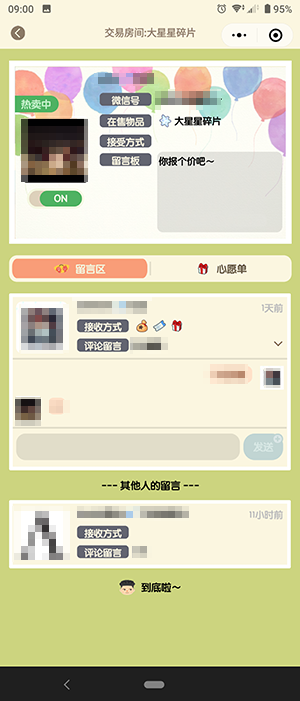 09:00
95%
交易房间:大星星碎片
热卖中
微信号
在售物品
大星星碎片
接受方式
留言板
你报个价吧～
ON
留言区
心愿单
1天前
接收方式
评论留言
发送
--- 其他人的留言 ---
11小时前
接收方式
评论留言
到底啦～